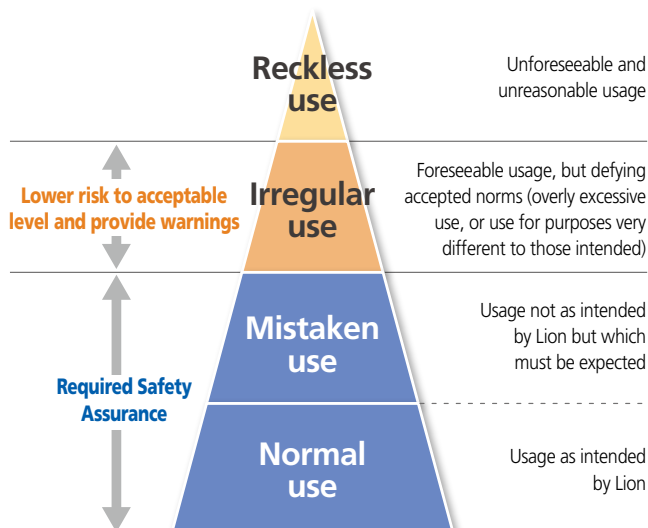 Reckless
use
Unforeseeable and
unreasonable usage
Lower risk to acceptable
level and provide warnings
Irregular
use
Foreseeable usage, but defying
accepted norms (overly excessive
use, or use for purposes very
different to those intended)
Mistaken
use
Usage not as intended
by Lion but which
must be expected
Required Safety
Assurance
Normal
use
Usage as intended
by Lion